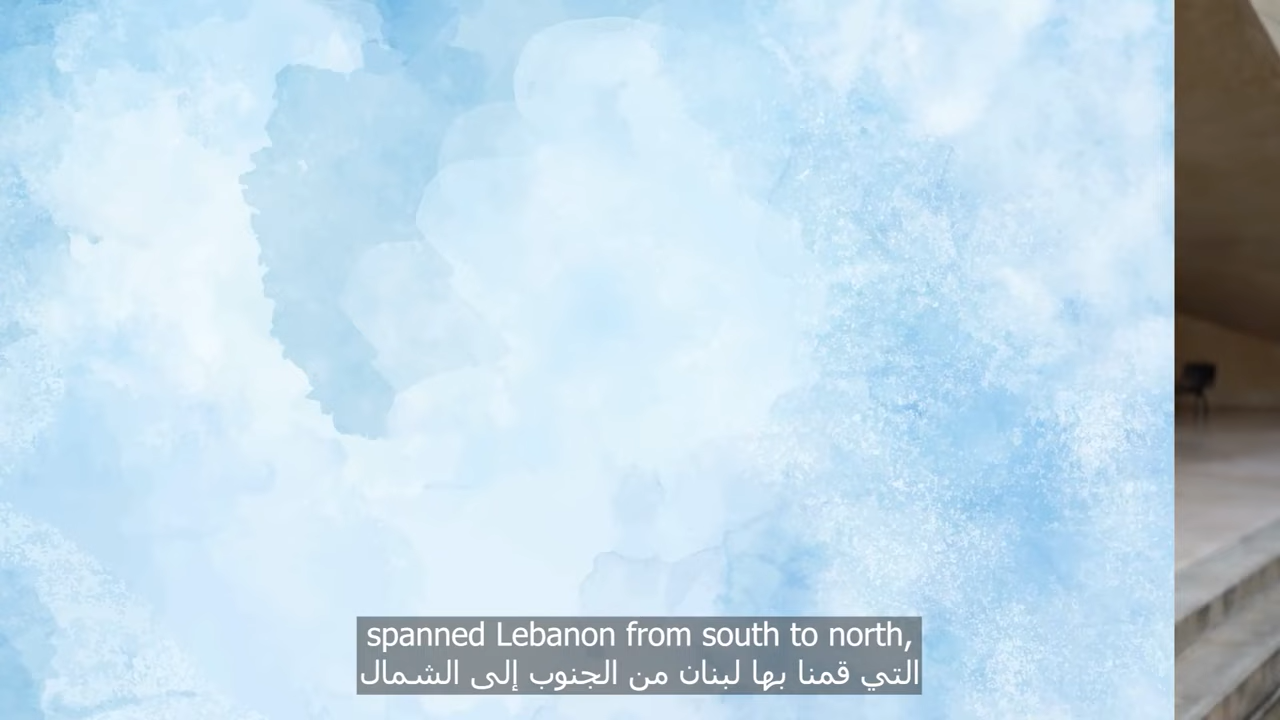 spanned Lebanon from south to north,
التي قمنا بها لبنان من الجنوب إلى الشمال